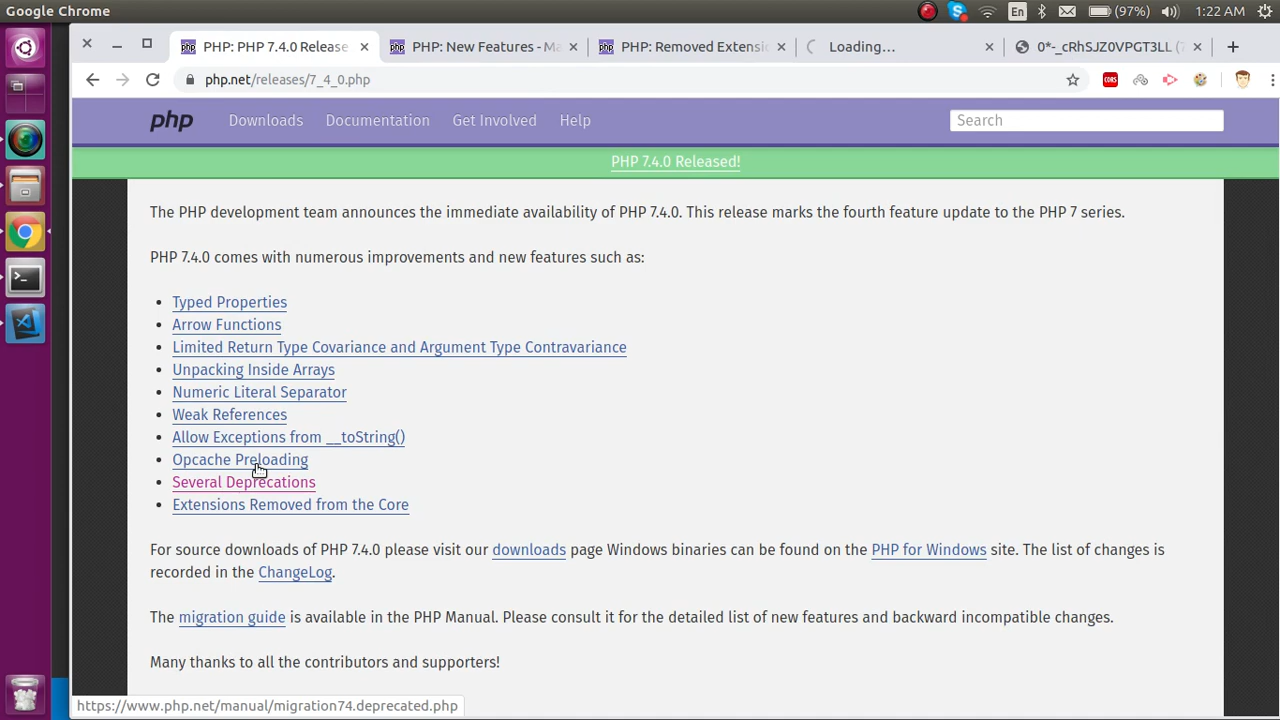 Google Chrome
En
(97%)
1:22 AM
PHP: PHP 7.4.0 Release
PHP: New Features - Ma
PHP: Removed Extensi
Loading...
0*-_cRhSJZ0VPGT3LL (7
php.net/releases/7_4_0.php
CORS
php
Downloads
Documentation
Get Involved
Help
Search
PHP 7.4.0 Released!
The PHP development team announces the immediate availability of PHP 7.4.0. This release marks the fourth feature update to the PHP 7 series.
PHP 7.4.0 comes with numerous improvements and new features such as:
• Typed Properties
• Arrow Functions
• Limited Return Type Covariance and Argument Type Contravariance
• Unpacking Inside Arrays
• Numeric Literal Separator
• Weak References
• Allow Exceptions from __toString()
• Opcache Preloading
• Several Deprecations
• Extensions Removed from the Core
For source downloads of PHP 7.4.0 please visit our downloads page Windows binaries can be found on the PHP for Windows site. The list of changes is
recorded in the ChangeLog.
The migration guide is available in the PHP Manual. Please consult it for the detailed list of new features and backward incompatible changes.
Many thanks to all the contributors and supporters!
https://www.php.net/manual/migration74.deprecated.php